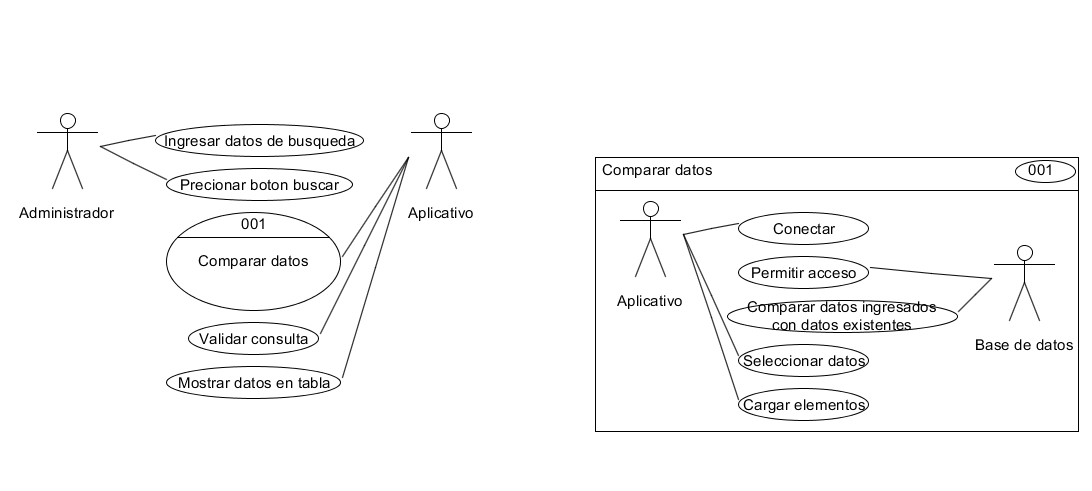 Ingresar datos de busqueda
Precionar boton buscar
Administrador
Aplicativo
001
Comparar datos
Validar consulta
Mostrar datos en tabla
Comparar datos
001
Conectar
Permitir acceso
Aplicativo
Comparar datos ingresados
con datos existentes
Base de datos
Seleccionar datos
Cargar elementos